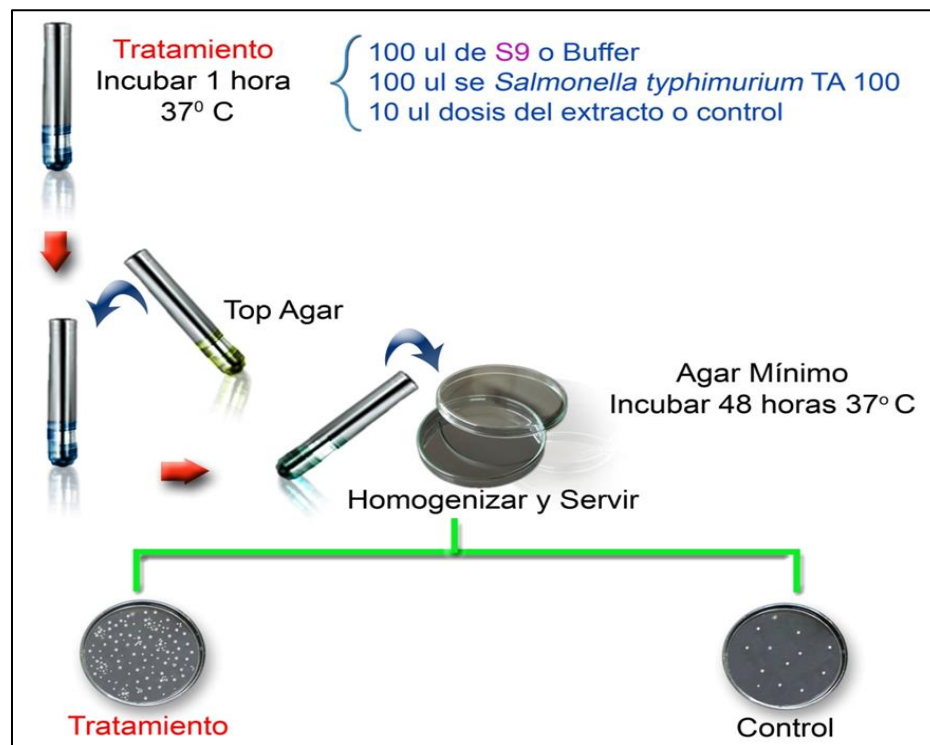 Tratamiento
Incubar 1 hora
37⁰ C
100 ul de S9 o Buffer
100 ul se Salmonella typhimurium TA 100
10 ul dosis del extracto o control
Top Agar
Agar Mínimo
Incubar 48 horas 37º C
Homogenizar y Servir
Tratamiento
Control